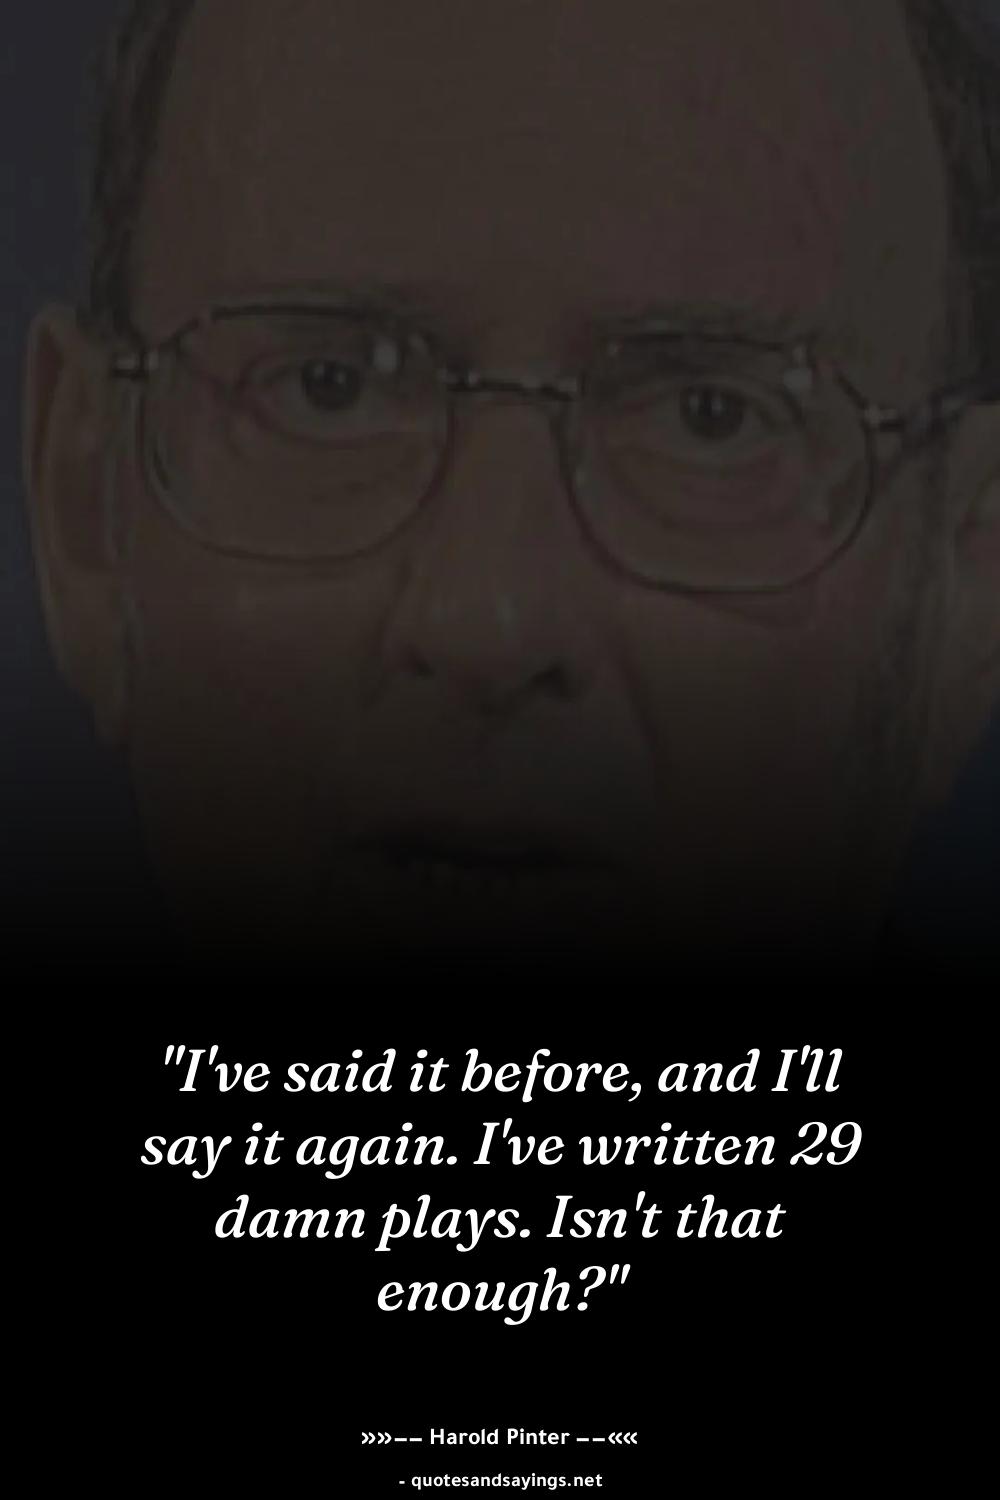 "I've said it before, and I'll
say it again. I've written 29
damn plays. Isn't that
enough?"
»»−− Harold Pinter −−««
- quotesandsayings.net